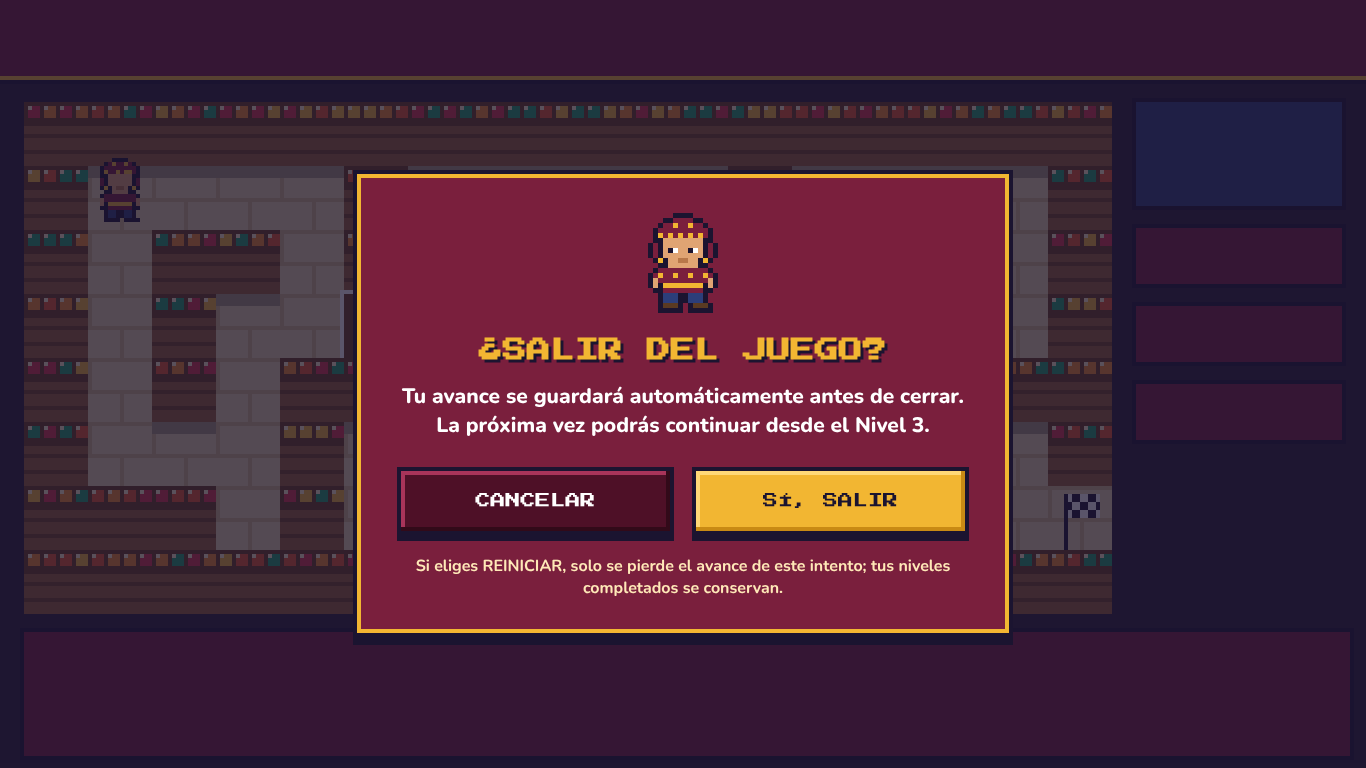 ¿SALIR DEL JUEGO?
Tu avance se guardará automáticamente antes de cerrar.
La próxima vez podrás continuar desde el Nivel 3.
CANCELAR
Sí, SALIR
Si eliges REINICIAR, solo se pierde el avance de este intento; tus niveles
completados se conservan.